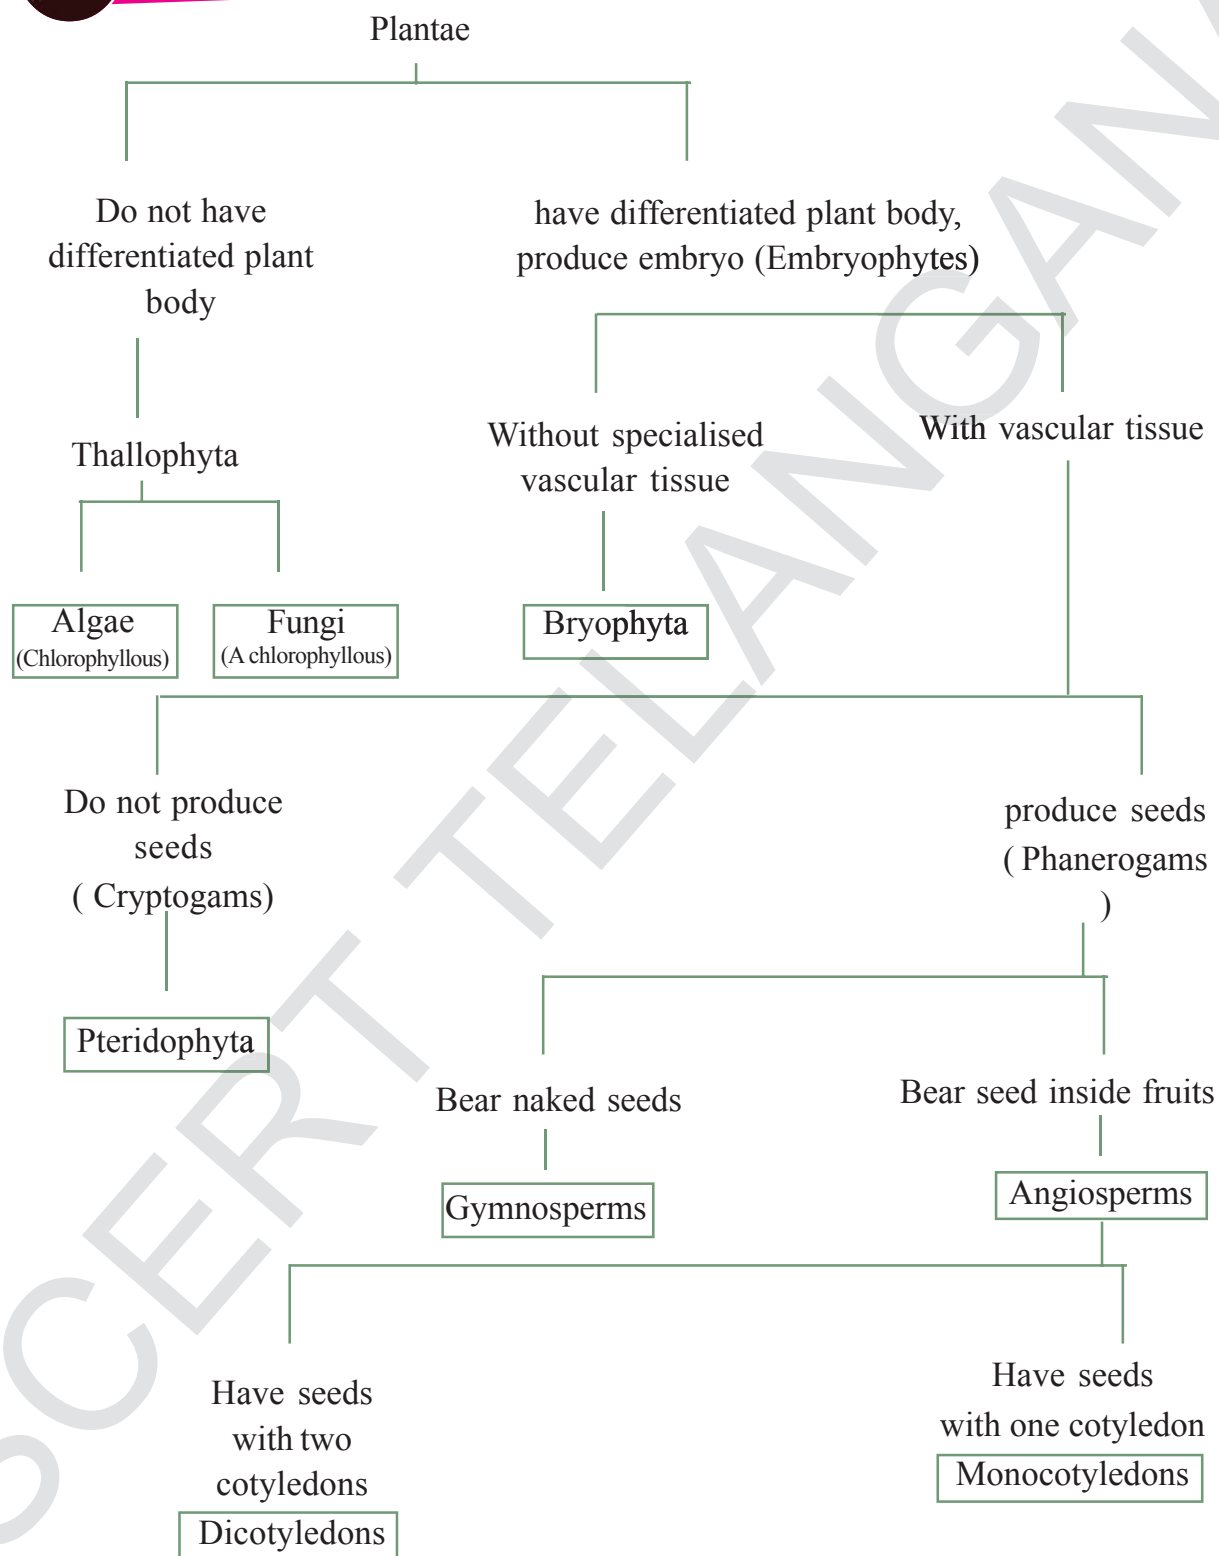 Plantae
Do not have
differentiated plant
body
have differentiated plant body,
produce embryo (Embryophytes)
Thallophyta
Without specialised
vascular tissue
With vascular tissue
Algae
(Chlorophyllous)
Fungi
(A chlorophyllous)
Bryophyta
Do not produce
seeds
( Cryptogams)
produce seeds
( Phanerogams
)
Pteridophyta
Bear naked seeds
Bear seed inside fruits
Gymnosperms
Angiosperms
Have seeds
with two
cotyledons
Dicotyledons
Have seeds
with one cotyledon
Monocotyledons
SCERT TELANGANA